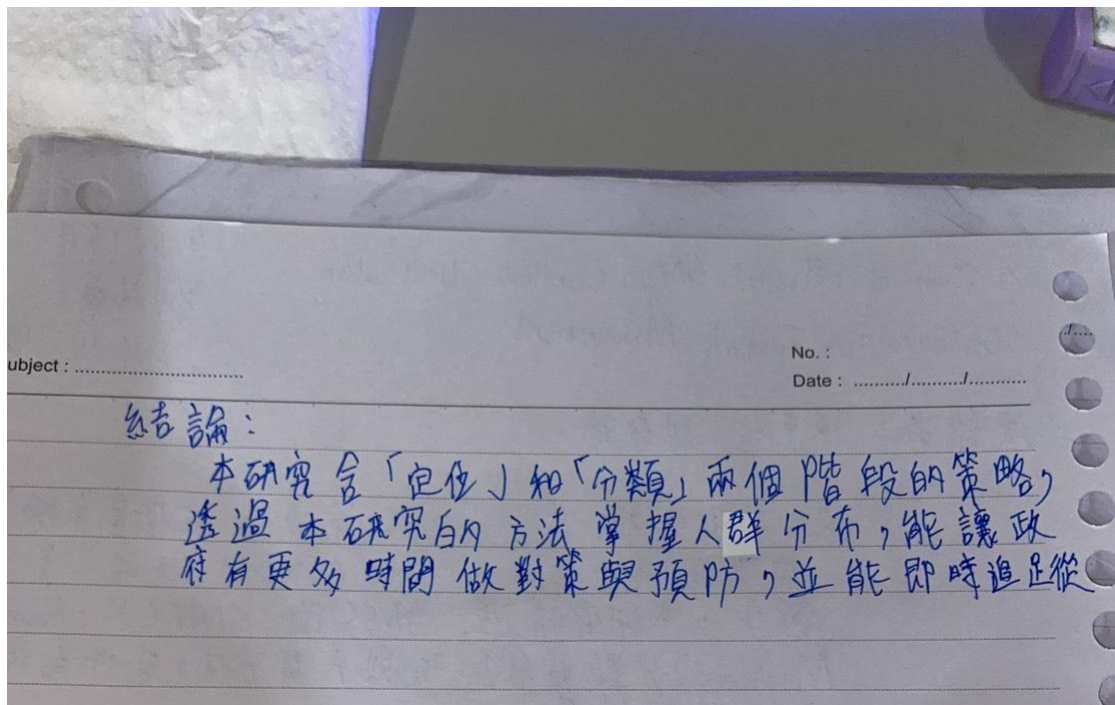 ubject : ................................
No. :
Date : ........../........../...........
結論：
本研究含「定位」和「分類」兩個階段的策略，
透過本研究的方法掌握人群分布，能讓政
府有更多時間做對策與預防，並能即時追蹤